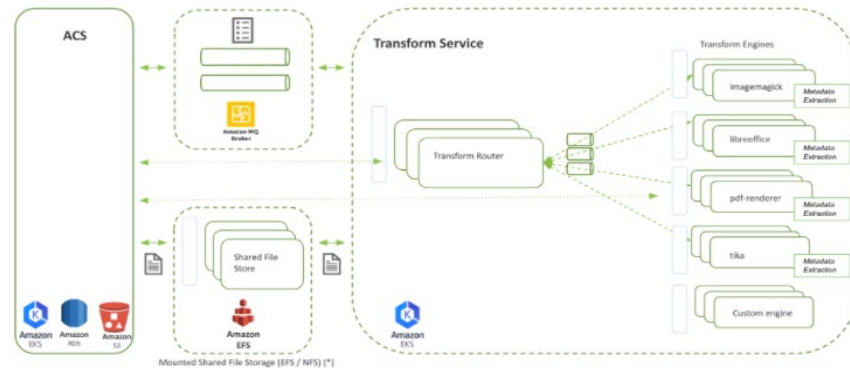 ACS
Amazon MQ
Broker
Transform Service
Transform Engines
imagemagick
Metadata
Extraction
libreoffice
Metadata
Extraction
Transform Router
pdf-renderer
Metadata
Extraction
tika
Metadata
Extraction
Custom engine
Shared File
Store
Amazon
EFS
Amazon
EKS
Amazon
RDS
Amazon
S3
Amazon
EKS
Mounted Shared File Storage (EFS / NFS) (*)